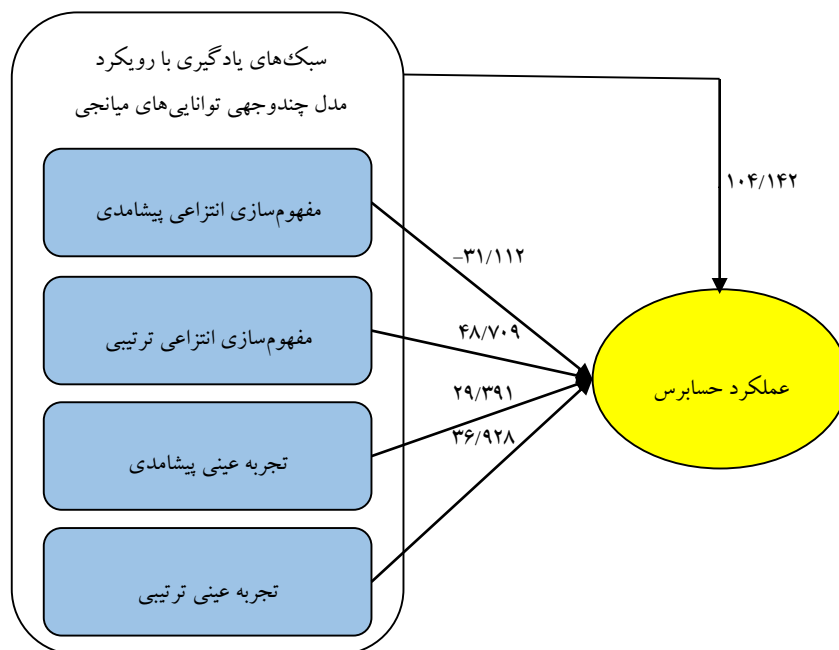 سبک‌های یادگیری با رویکرد
مدل چندوجهی توانایی‌های میانجی
مفهوم‌سازی انتزاعی پیشامدی
مفهوم‌سازی انتزاعی ترتیبی
تجربه عینی پیشامدی
تجربه عینی ترتیبی
۱۰۴/۱۴۲
-۳۱/۱۱۲
۴۸/۷۰۹
۲۹/۳۹۱
۳۶/۹۲۸
عملکرد حسابرس